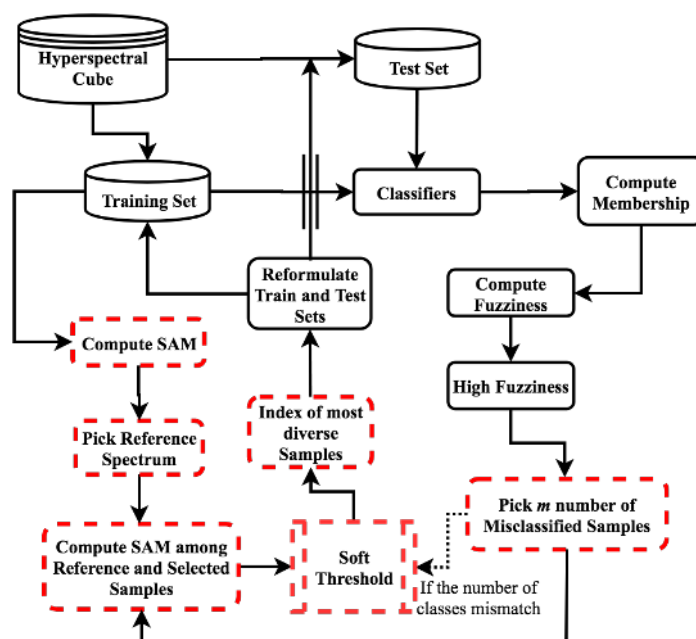 Hyperspectral
Cube
Test Set
Training Set
Classifiers
Compute
Membership
Reformulate
Train and Test
Sets
Compute
Fuzziness
Compute SAM
High Fuzziness
Index of most
diverse
Samples
Pick Reference
Spectrum
Pick m number of
Misclassified Samples
Compute SAM among
Reference and Selected
Samples
Soft
Threshold
If the number of
classes mismatch